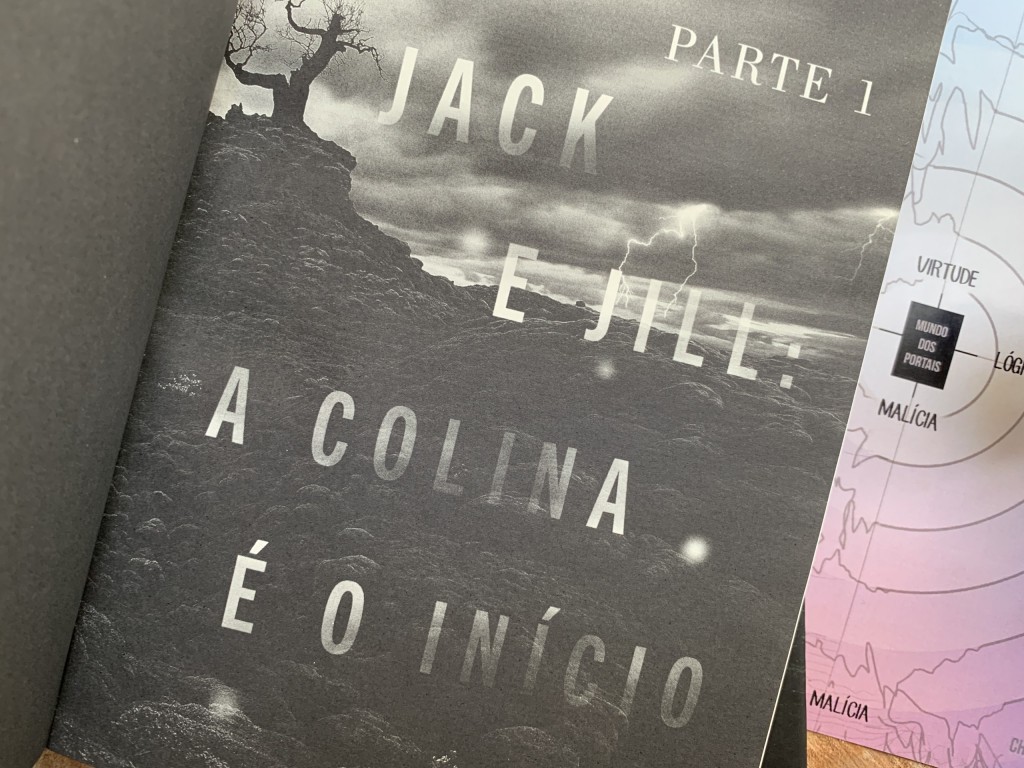 PARTE 1
JACK
E JILL:
A COLINA
É O INÍCIO
VIRTUDE
MUNDO
DOS
PORTAIS
MALÍCIA
MALÍCIA